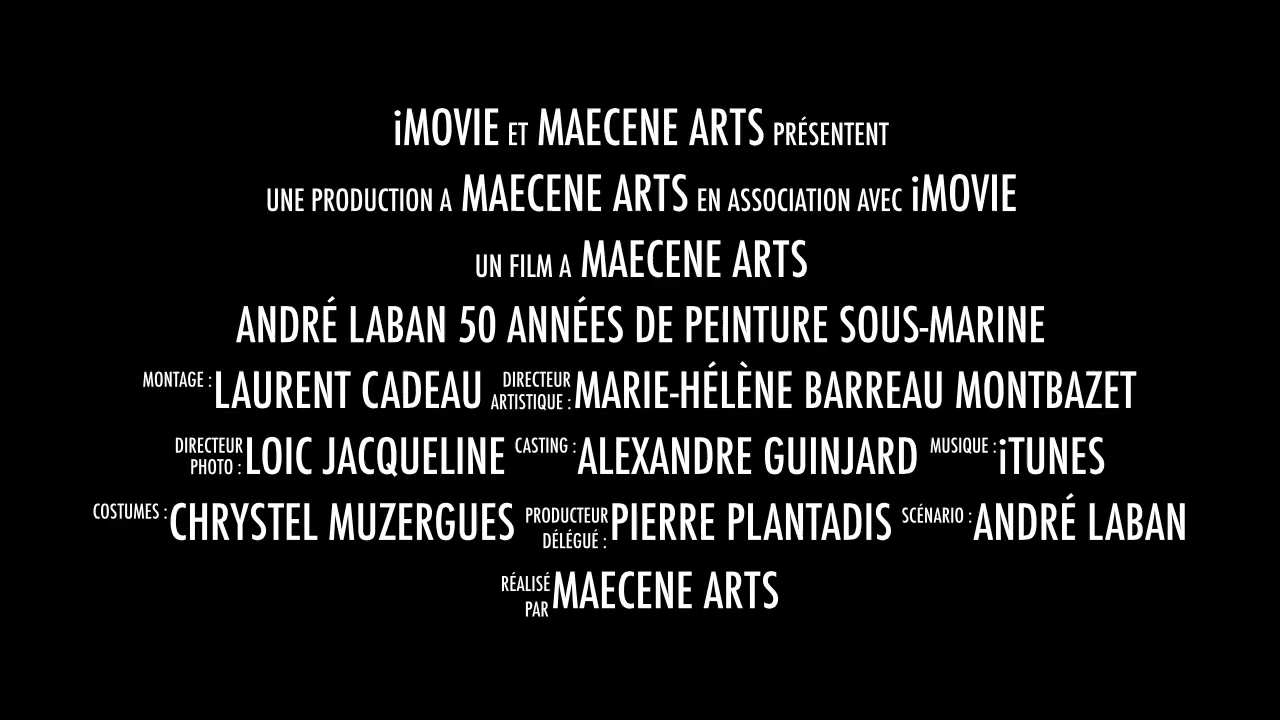 iMOVIE ET MAECENE ARTS PRÉSENTENT
UNE PRODUCTION A MAECENE ARTS EN ASSOCIATION AVEC iMOVIE
UN FILM A MAECENE ARTS
ANDRÉ LABAN 50 ANNÉES DE PEINTURE SOUS-MARINE
MONTAGE : LAURENT CADEAU DIRECTEUR ARTISTIQUE : MARIE-HÉLÈNE BARREAU MONTBAZET
DIRECTEUR PHOTO : LOIC JACQUELINE CASTING : ALEXANDRE GUINJARD MUSIQUE : iTUNES
COSTUMES : CHRYSTEL MUZERGUES PRODUCTEUR DÉLÉGUÉ : PIERRE PLANTADIS SCÉNARIO : ANDRÉ LABAN
RÉALISÉ PAR MAECENE ARTS